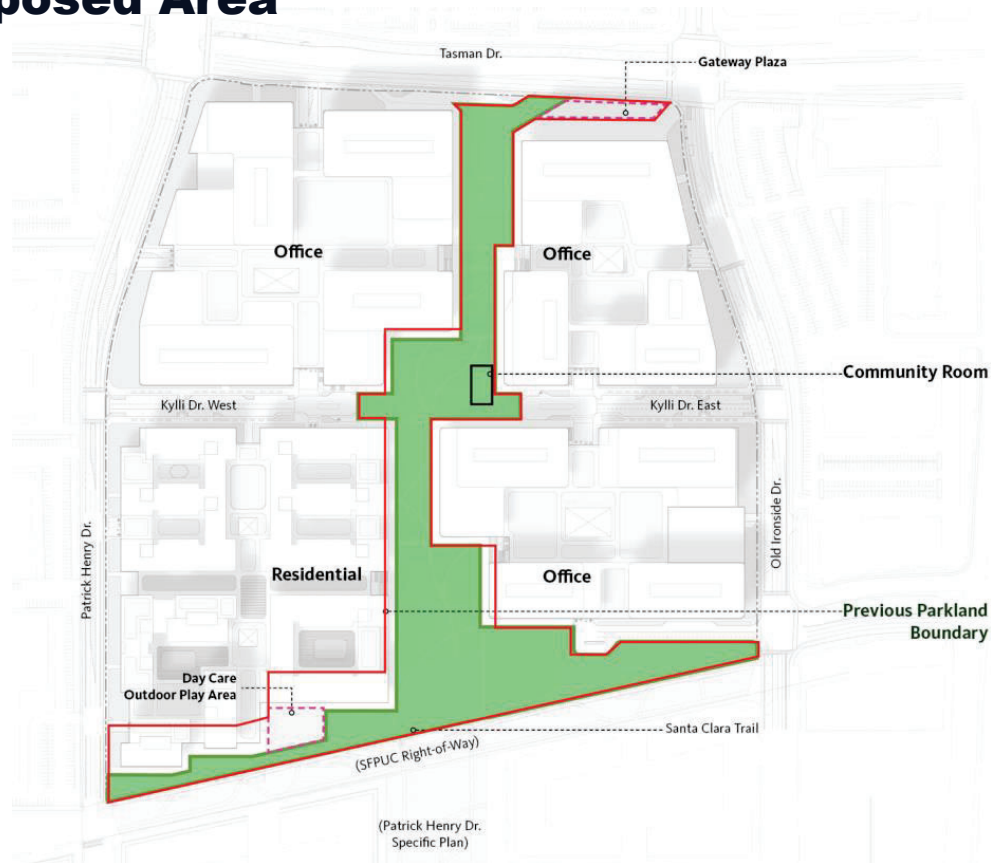 posed Area
Tasman Dr.
Gateway Plaza
Office
Office
Community Room
Kylli Dr. West
Kylli Dr. East
Patrick Henry Dr.
Old Ironside Dr.
Residential
Office
Previous Parkland
Boundary
Day Care
Outdoor Play Area
Santa Clara Trail
(SFPUC Right-of-Way)
(Patrick Henry Dr.
Specific Plan)